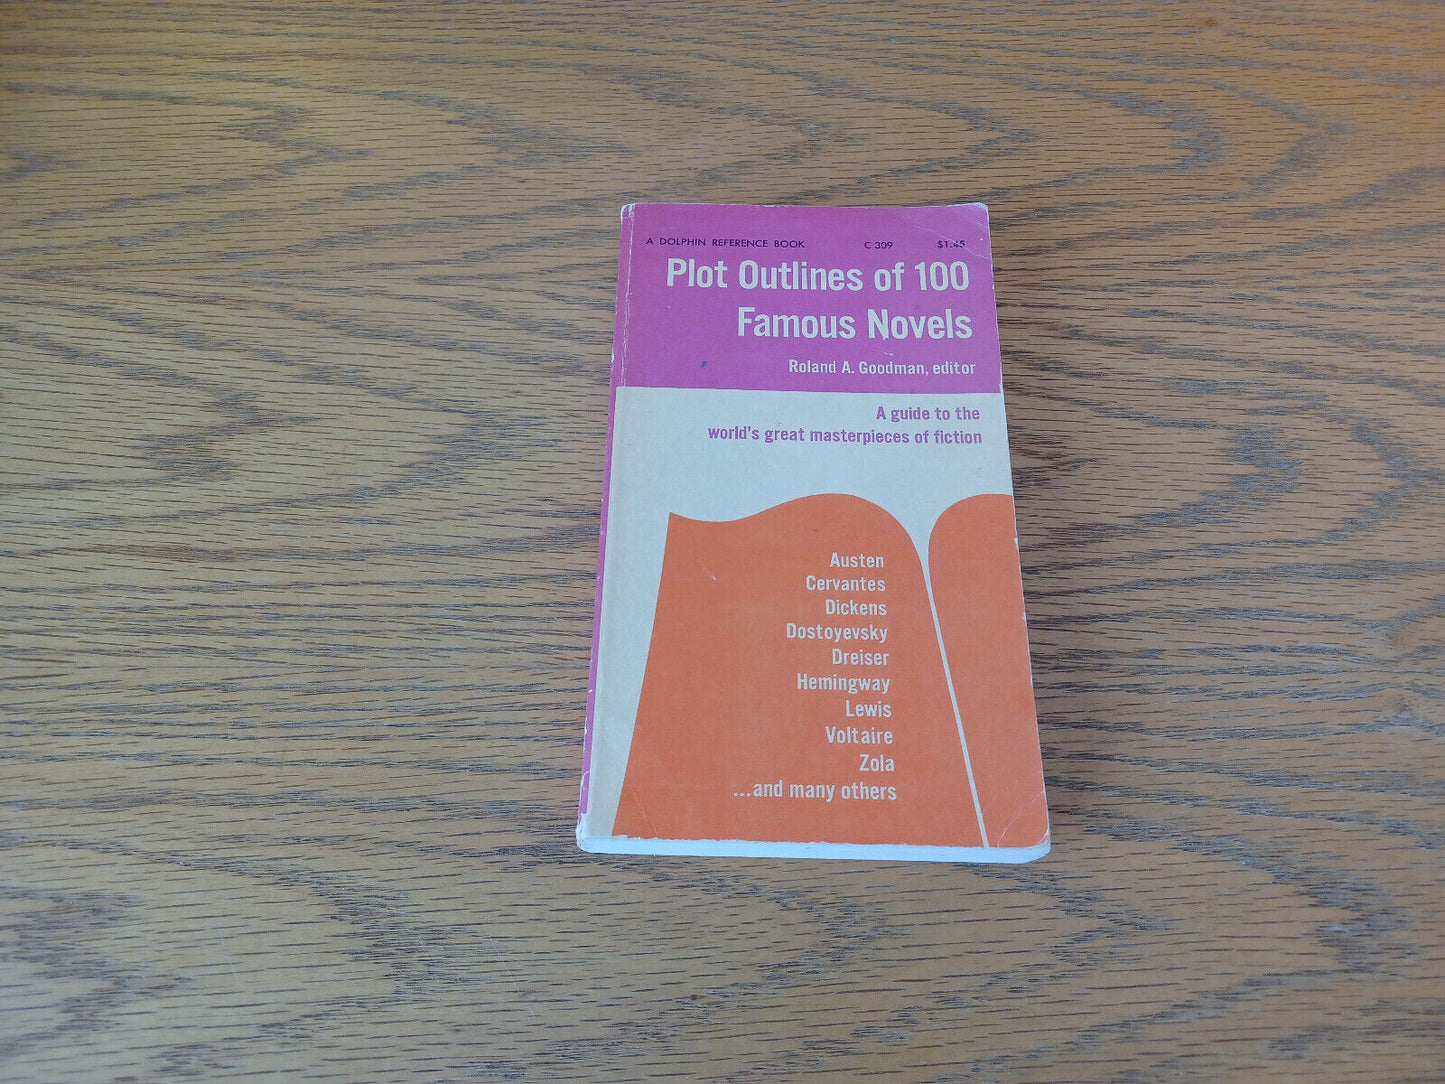 A DOLPHIN REFERENCE BOOK C 309 $1.45
Plot Outlines of 100
Famous Novels
Roland A. Goodman, editor
A guide to the
world's great masterpieces of fiction
Austen
Cervantes
Dickens
Dostoyevsky
Dreiser
Hemingway
Lewis
Voltaire
Zola
...and many others